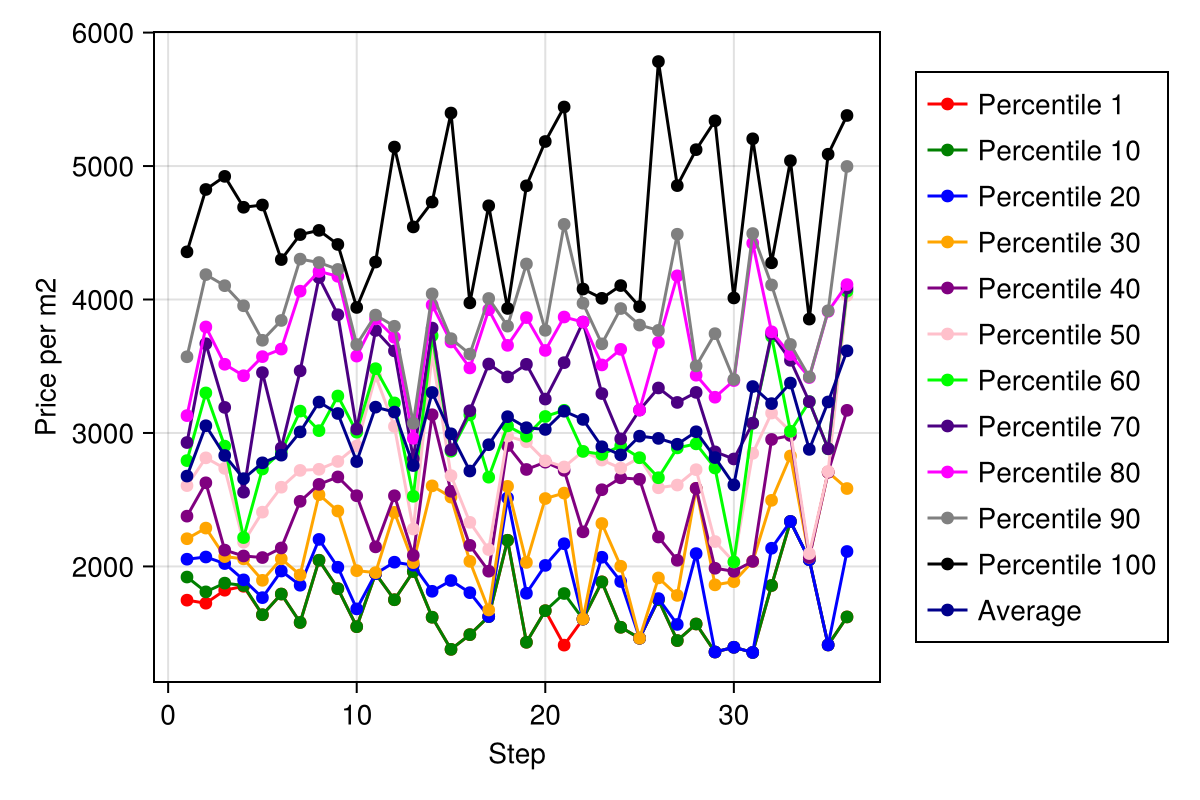 6000
5000
4000
3000
2000
Price per m2
0 10 20 30
Step
Percentile 1
Percentile 10
Percentile 20
Percentile 30
Percentile 40
Percentile 50
Percentile 60
Percentile 70
Percentile 80
Percentile 90
Percentile 100
Average